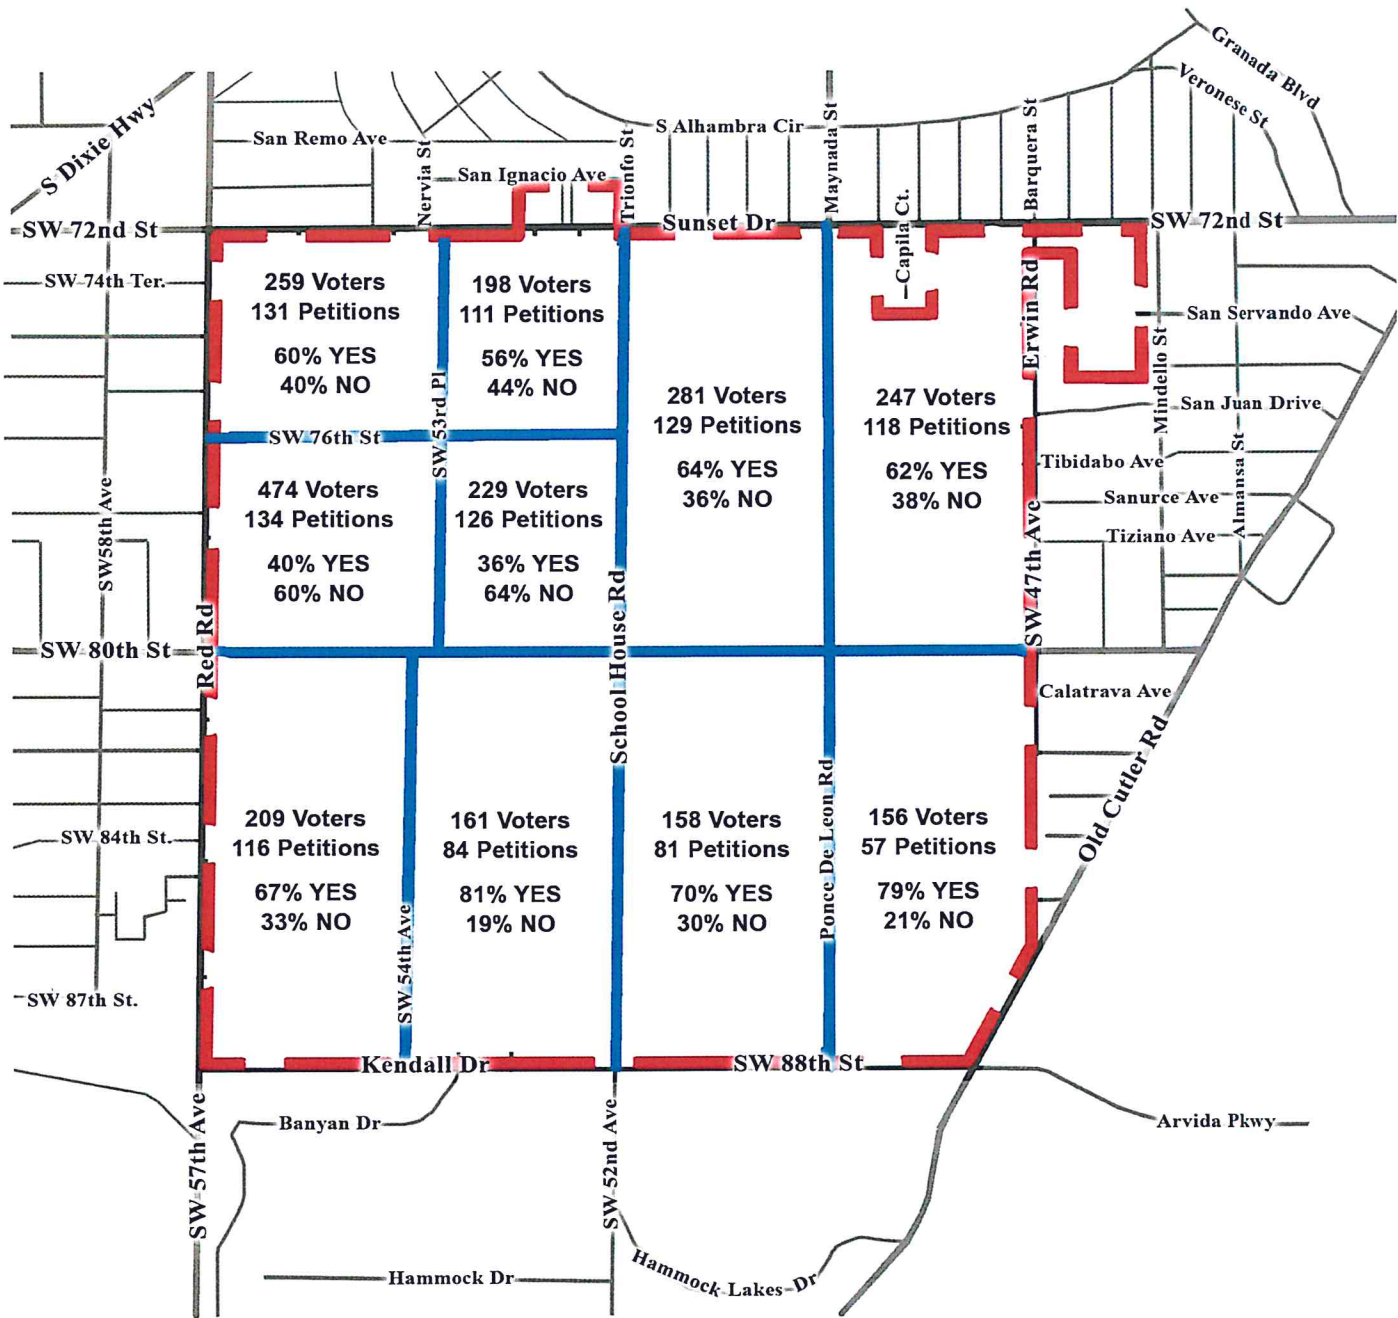 Granada Blvd
Veronese St
S Dixie Hwy
San Remo Ave
Nervia St
San Ignacio Ave
Trionfo St
S Alhambra Cir
Maynada St
Capila Ct.
Barquera St
SW 72nd St
Sunset Dr
SW 72nd St
SW 74th Ter.
259 Voters
131 Petitions
60% YES
40% NO
198 Voters
111 Petitions
56% YES
44% NO
281 Voters
129 Petitions
64% YES
36% NO
247 Voters
118 Petitions
62% YES
38% NO
Erwin Rd
San Servando Ave
Mindello St
San Juan Drive
Almansa St
SW 76th St
SW 53rd Pl
Tibidabo Ave
Sanurce Ave
Tiziano Ave
SW58th Ave
474 Voters
134 Petitions
40% YES
60% NO
229 Voters
126 Petitions
36% YES
64% NO
SW 47th Ave
SW 80th St
Red Rd
School House Rd
Calatrava Ave
Old Cutler Rd
SW 84th St.
209 Voters
116 Petitions
67% YES
33% NO
161 Voters
84 Petitions
81% YES
19% NO
158 Voters
81 Petitions
70% YES
30% NO
Ponce De Leon Rd
156 Voters
57 Petitions
79% YES
21% NO
SW 54th Ave
SW 87th St.
Kendall Dr
SW 88th St
SW 57th Ave
Banyan Dr
SW 52nd Ave
Arvida Pkwy
Hammock Dr
Hammock Lakes Dr